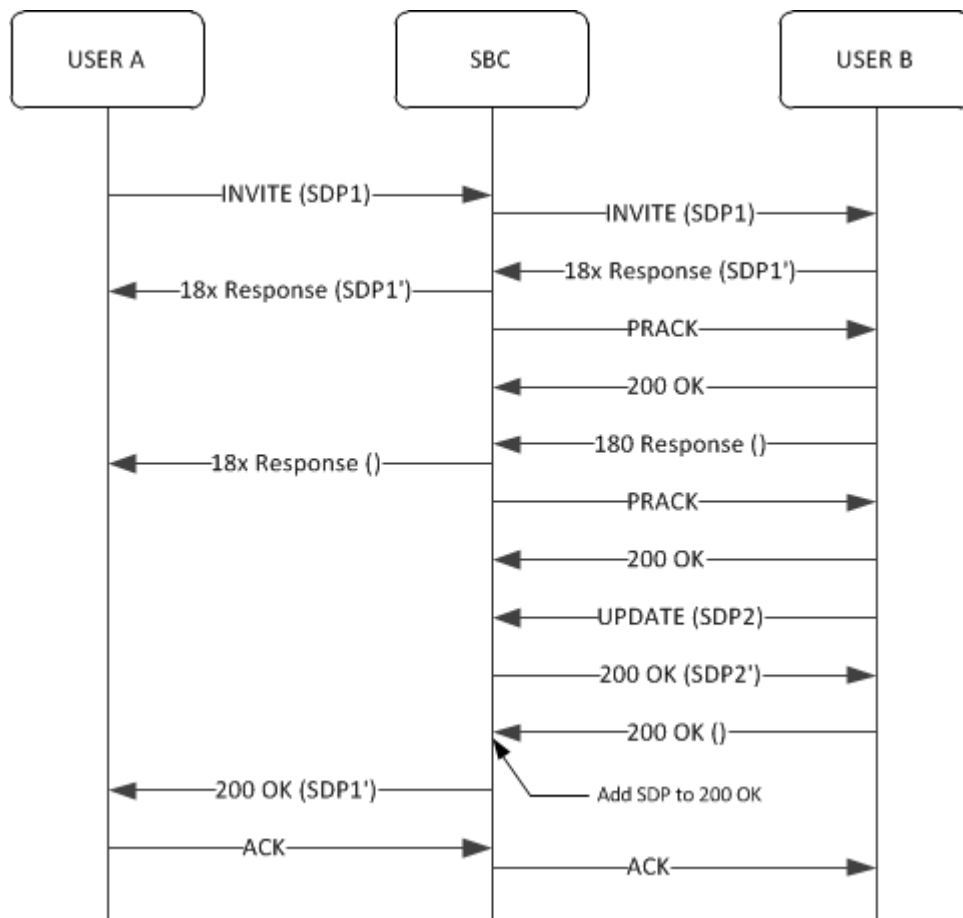 USER A
SBC
USER B
INVITE (SDP1)
INVITE (SDP1)
18x Response (SDP1')
18x Response (SDP1')
PRACK
200 OK
180 Response ()
18x Response ()
PRACK
200 OK
UPDATE (SDP2)
200 OK (SDP2')
200 OK ()
200 OK (SDP1')
Add SDP to 200 OK
ACK
ACK